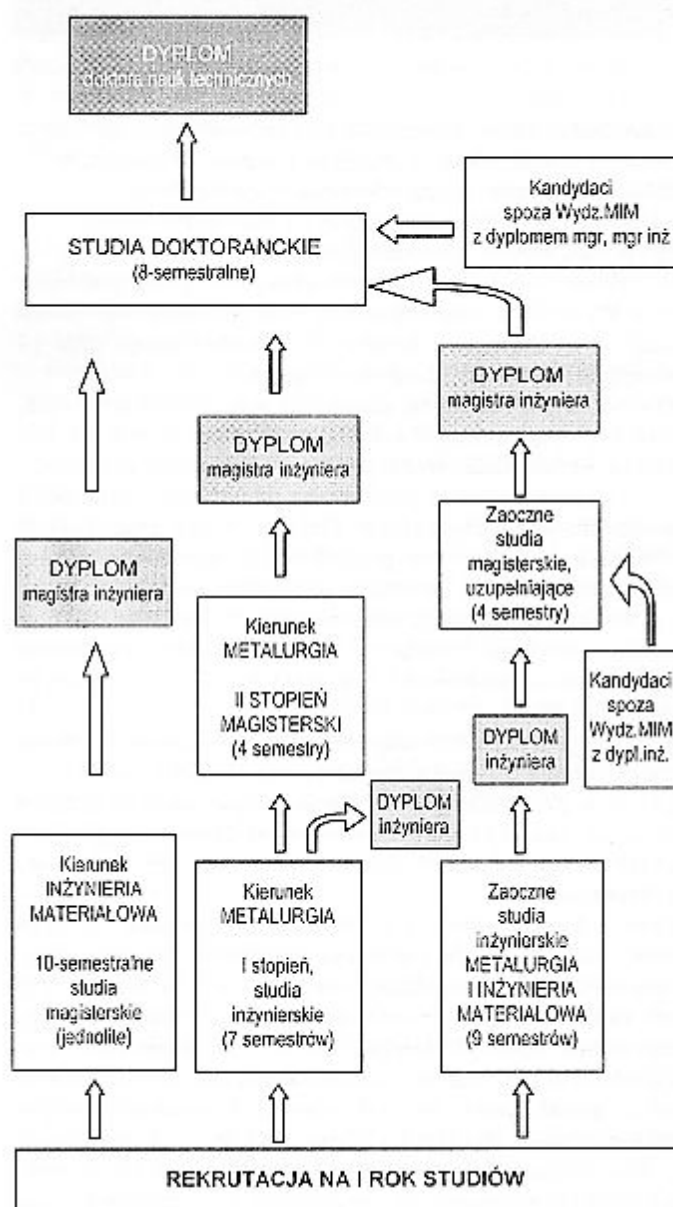 DYPLOM
doktora nauk technicznych
Kandydaci
spoza Wydz.MIM
z dyplomem mgr, mgr inż
STUDIA DOKTORANCKIE
(8-semestralne)
DYPLOM
magistra inżyniera
DYPLOM
magistra inżyniera
DYPLOM
magistra inżyniera
Zaoczne
studia
magisterskie,
uzupełniające
(4 semestry)
Kierunek
METALURGIA
II STOPIEŃ
MAGISTERSKI
(4 semestry)
Kandydaci
spoza
Wydz.MIM
z dypl.inż.
DYPLOM
inżyniera
DYPLOM
inżyniera
Kierunek
INŻYNIERIA
MATERIAŁOWA
10-semestralne
studia
magisterskie
(jednolite)
Kierunek
METALURGIA
I stopień,
studia
inżynierskie
(7 semestrów)
Zaoczne
studia
inżynierskie
METALURGIA
I INŻYNIERIA
MATERIAŁOWA
(9 semestrów)
REKRUTACJA NA I ROK STUDIÓW